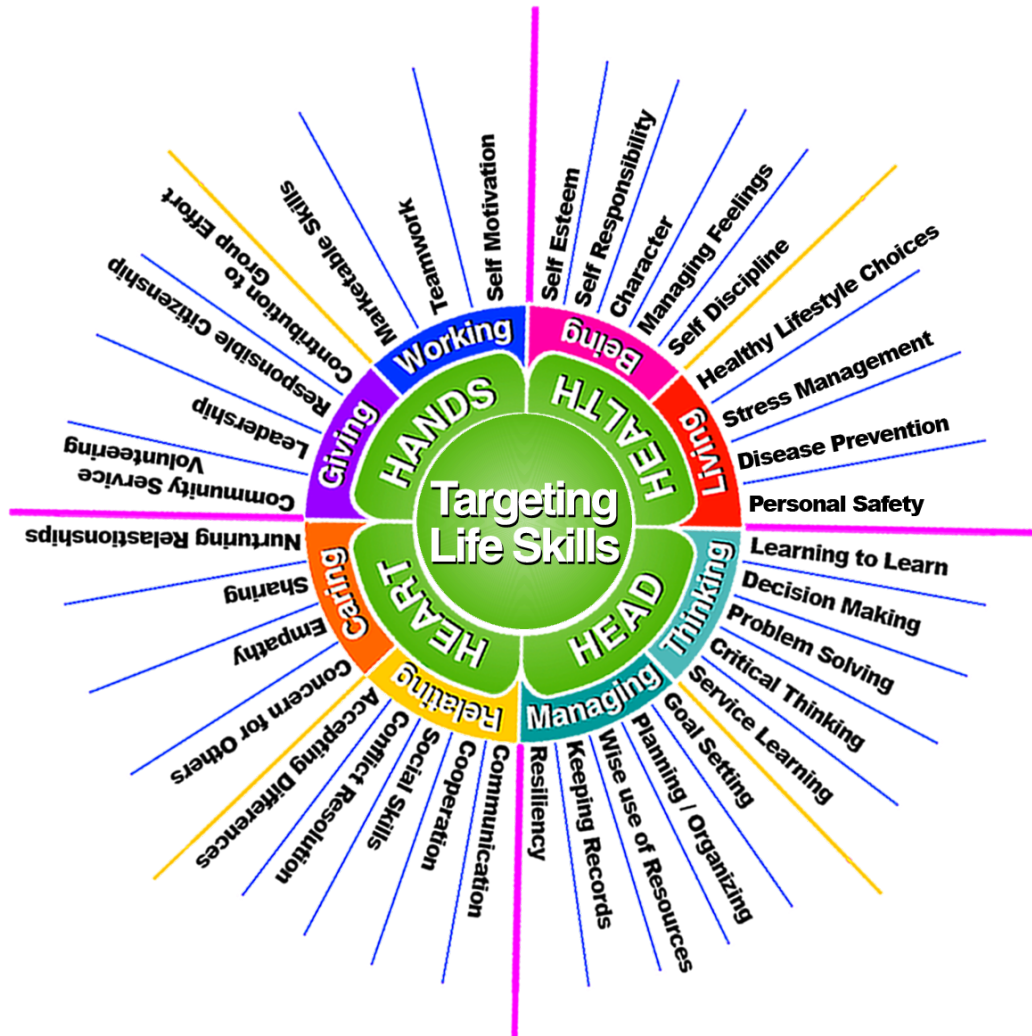 Targeting
Life Skills
HEALTH
Being
Self Esteem
Self Responsibility
Character
Managing Feelings
Self Discipline
Living
Healthy Lifestyle Choices
Stress Management
Disease Prevention
Personal Safety
HEAD
Thinking
Learning to Learn
Decision Making
Problem Solving
Critical Thinking
Service Learning
Managing
Goal Setting
Planning / Organizing
Wise use of Resources
Keeping Records
Resiliency
HEART
Relating
Communication
Cooperation
Social Skills
Conflict Resolution
Accepting Differences
Caring
Concern for Others
Empathy
Sharing
Nurturing Relastionships
HANDS
Giving
Community Service
Volunteering
Leadership
Responsible Citizenship
Contribution to
Group Effort
Working
Marketable Skills
Teamwork
Self Motivation